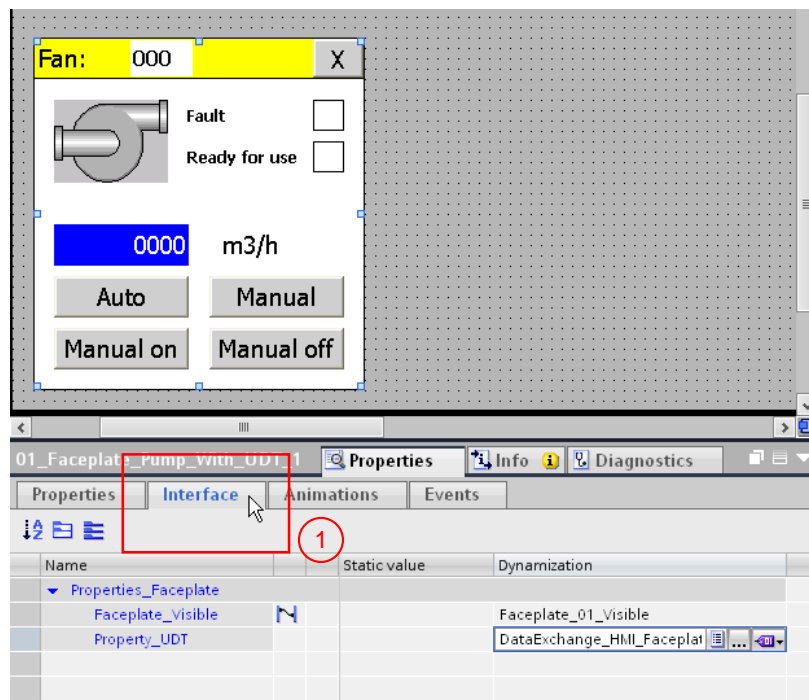 Fan: 000 X
Fault
Ready for use
0000 m3/h
Auto Manual
Manual on Manual off
01_Faceplate_Pump_With_UDT_1 Properties Info Diagnostics
Properties Interface Animations Events
1
Name Static value Dynamization
Properties_Faceplate
Faceplate_Visible Faceplate_01_Visible
Property_UDT DataExchange_HMI_Faceplat ...